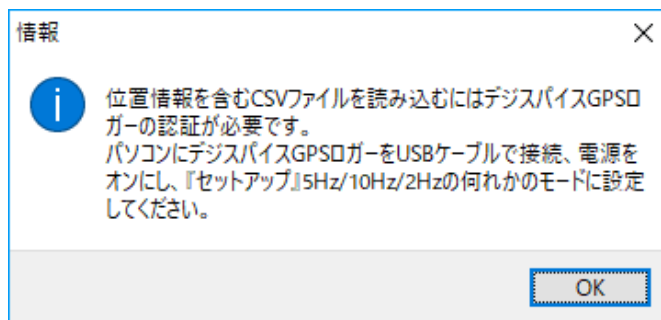 情報
位置情報を含むCSVファイルを読み込むにはデジスパイスGPSロ
ガーの認証が必要です。
パソコンにデジスパイスGPSロガーをUSBケーブルで接続、電源を
オンにし、『セットアップ』5Hz/10Hz/2Hzの何れかのモードに設定
してください。
OK